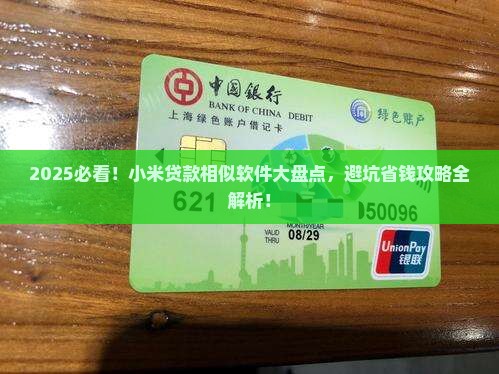 中国银行
BANK OF CHINA DEBIT
上海绿色账户借记卡
绿色账户
2025必看！小米贷款相似软件大盘点，避坑省钱攻略全
解析！
621
50096
MONTH/YEAR
VALID
THRU
08/29
UnionPay
银联